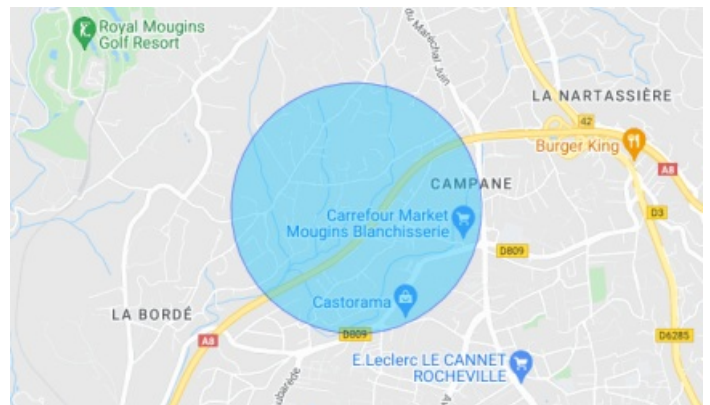 Royal Mougins
Golf Resort
du Maréchal Juin
LA NARTASSIÈRE
42
Burger King
A8
CAMPANE
Carrefour Market
Mougins Blanchisserie
D3
D809
Castorama
LA BORDÉ
A8
D809
D6285
E.Leclerc LE CANNET
ROCHEVILLE